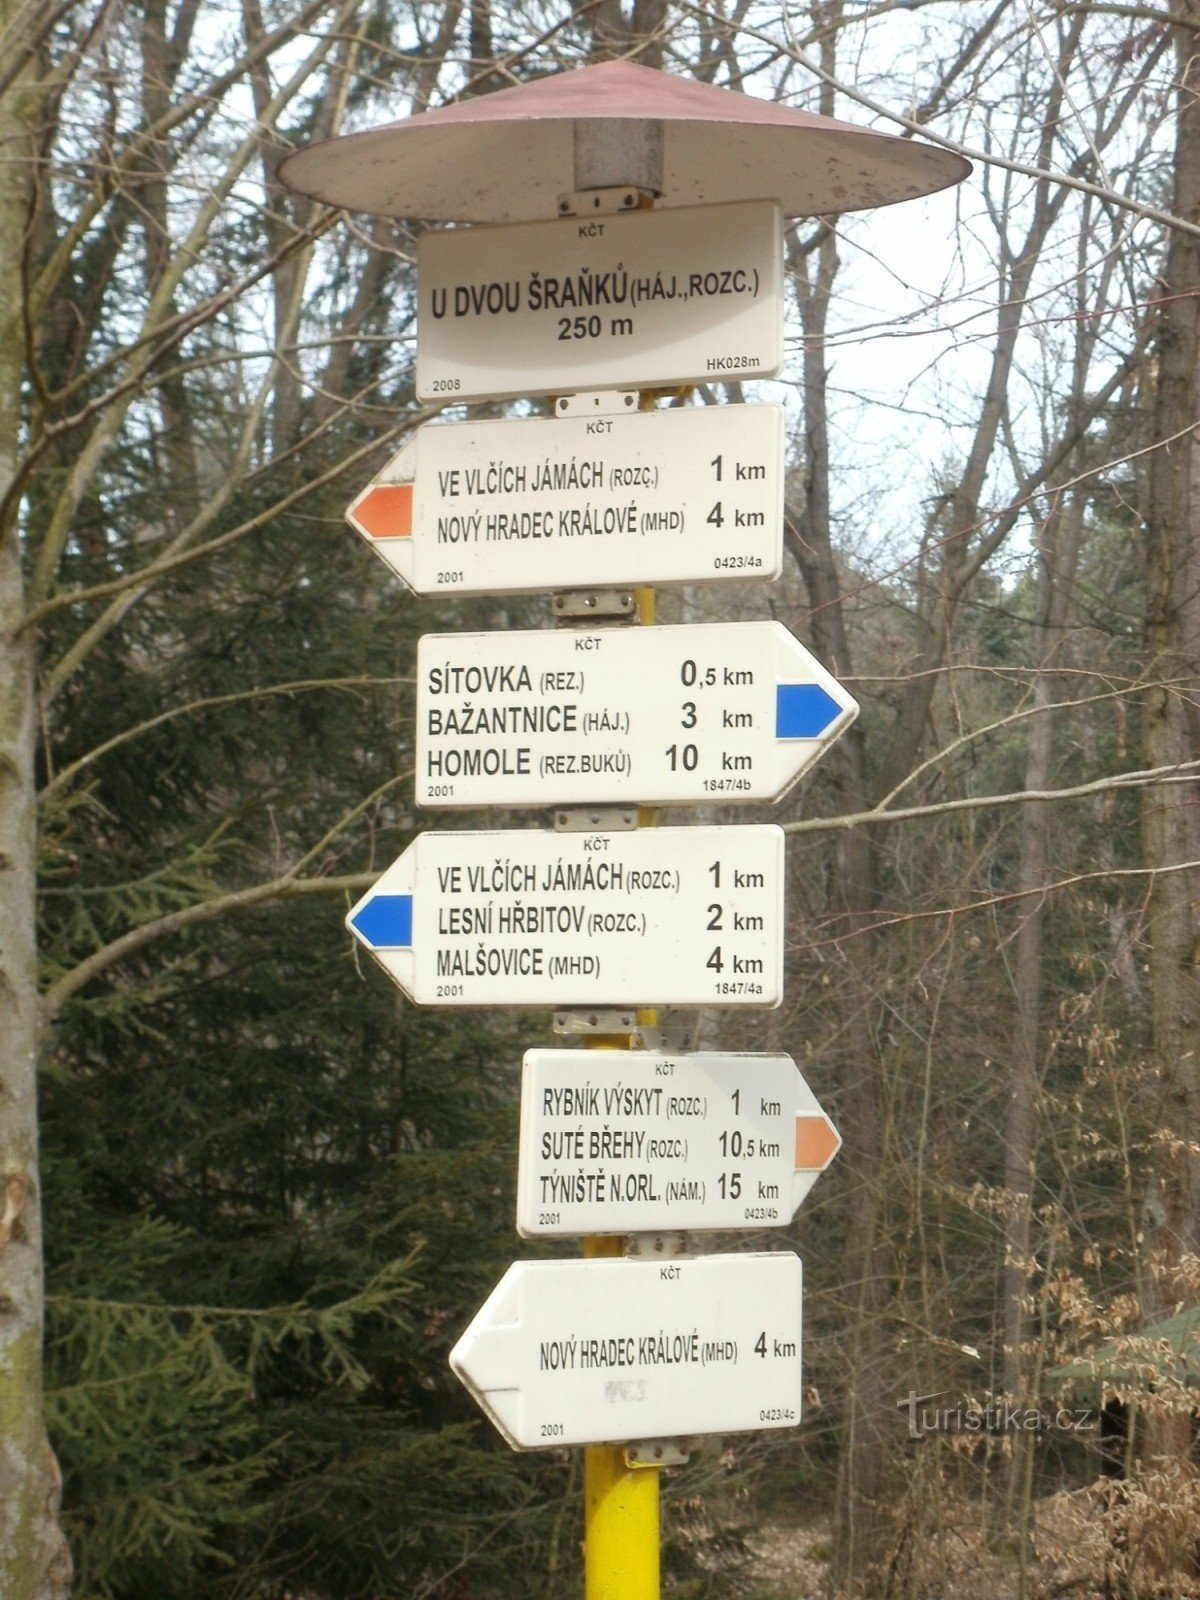 KČT
U DVOU ŠRAŇKŮ (HÁJ.,ROZC.)
250 m
2008 HK028m
KČT
VE VLČÍCH JÁMÁCH (ROZC.) 1 km
NOVÝ HRADEC KRÁLOVÉ (MHD) 4 km
2001 0423/4a
KČT
SÍTOVKA (REZ.) 0,5 km
BAŽANTNICE (HÁJ.) 3 km
HOMOLE (REZ.BUKŮ) 10 km
2001 1847/4b
KČT
VE VLČÍCH JÁMÁCH (ROZC.) 1 km
LESNÍ HŘBITOV (ROZC.) 2 km
MALŠOVICE (MHD) 4 km
2001 1847/4a
KČT
RYBNÍK VÝSKYT (ROZC.) 1 km
SUTÉ BŘEHY (ROZC.) 10,5 km
TÝNIŠTĚ N.ORL. (NÁM.) 15 km
2001 0423/4b
KČT
NOVÝ HRADEC KRÁLOVÉ (MHD) 4 km
2001 0423/4c
Turistika.cz